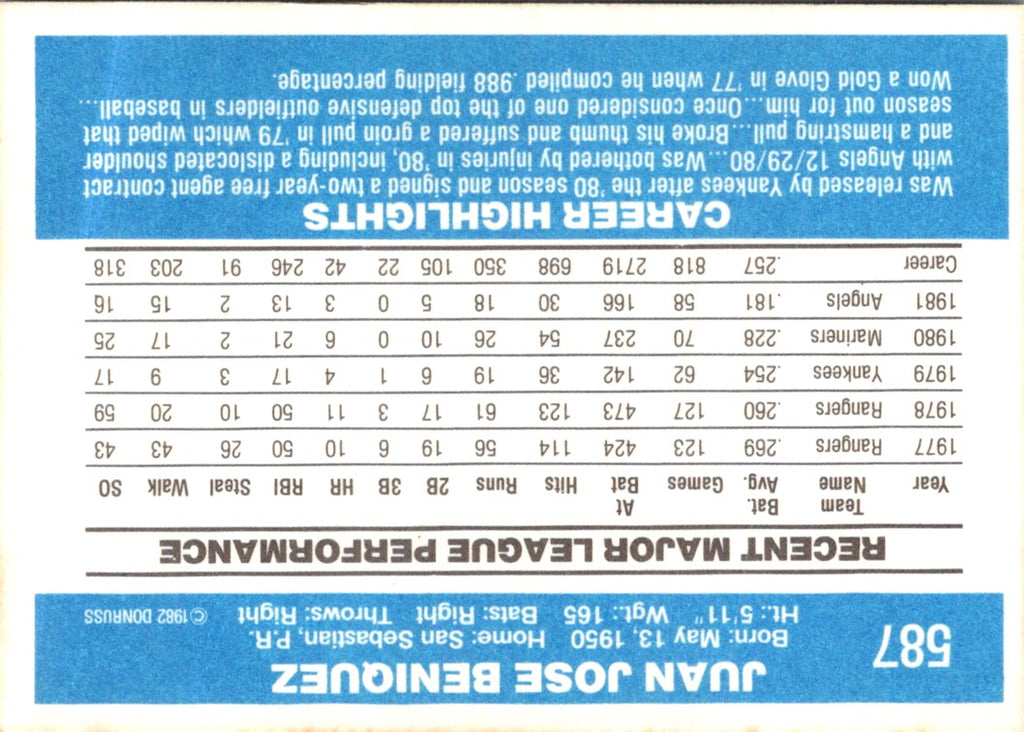 587
JUAN JOSE BENIQUEZ
Born: May 13, 1950 Home: San Sebastian, P.R.
Ht.: 5'11" Wgt.: 165 Bats: Right Throws: Right ©1982 DONRUSS
RECENT MAJOR LEAGUE PERFORMANCE
Year Team Name Bat. Avg. Games At Bat Hits Runs 2B 3B HR RBI Steal Walk SO
1977 Rangers .269 123 424 114 56 19 6 10 50 26 43 43
1978 Rangers .260 127 473 123 61 17 3 11 50 10 20 59
1979 Yankees .254 62 142 36 19 6 1 4 17 3 9 17
1980 Mariners .228 70 237 54 26 10 0 6 21 2 17 25
1981 Angels .181 58 166 30 18 5 0 3 13 2 15 16
Career .257 818 2719 698 350 105 22 42 246 91 203 318
CAREER HIGHLIGHTS
Was released by Yankees after the '80 season and signed a two-year free agent contract
with Angels 12/29/80...Was bothered by injuries in '80, including a dislocated shoulder
and a hamstring pull...Broke his thumb and suffered a groin pull in '79 which wiped that
season out for him...Once considered one of the top defensive outfielders in baseball...
Won a Gold Glove in '77 when he compiled .988 fielding percentage.